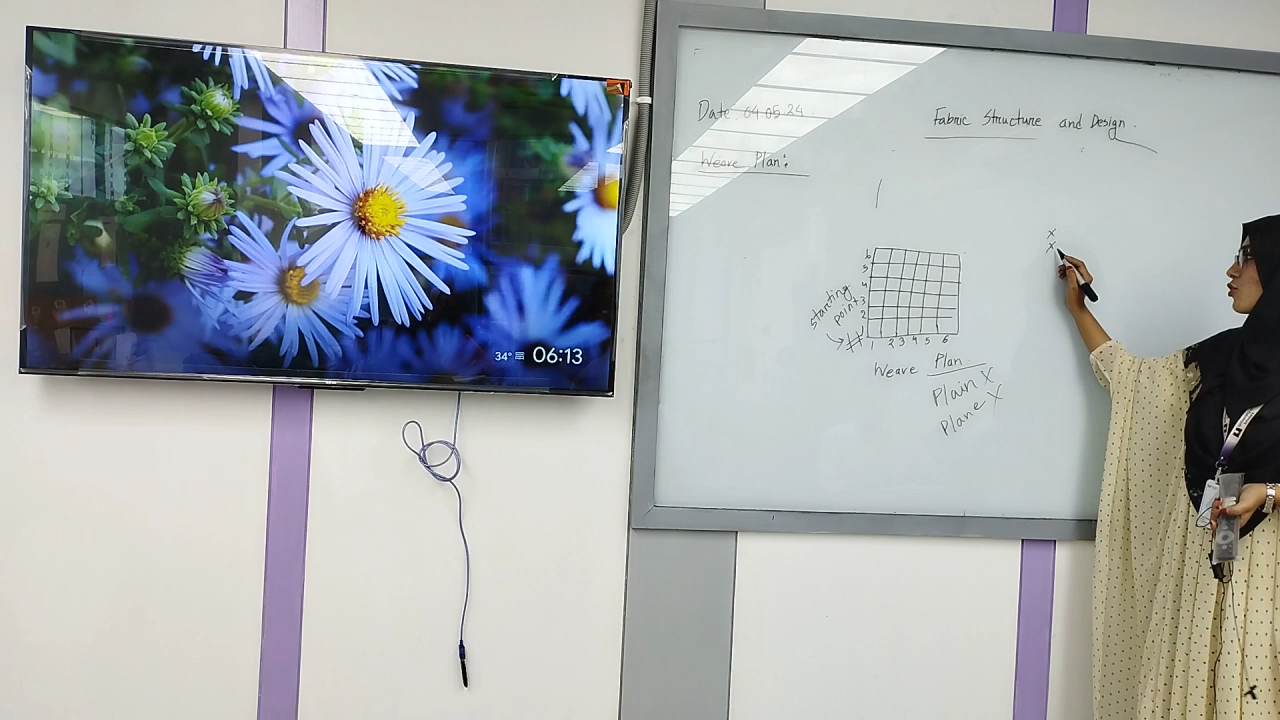 34° 06:13
Date: 04.05.24
Fabric Structure and Design.
Weave Plan:
6
5
4
3
2
1 2 3 4 5 6
starting
point
Weave Plan
Plain X
Plane X
x
x